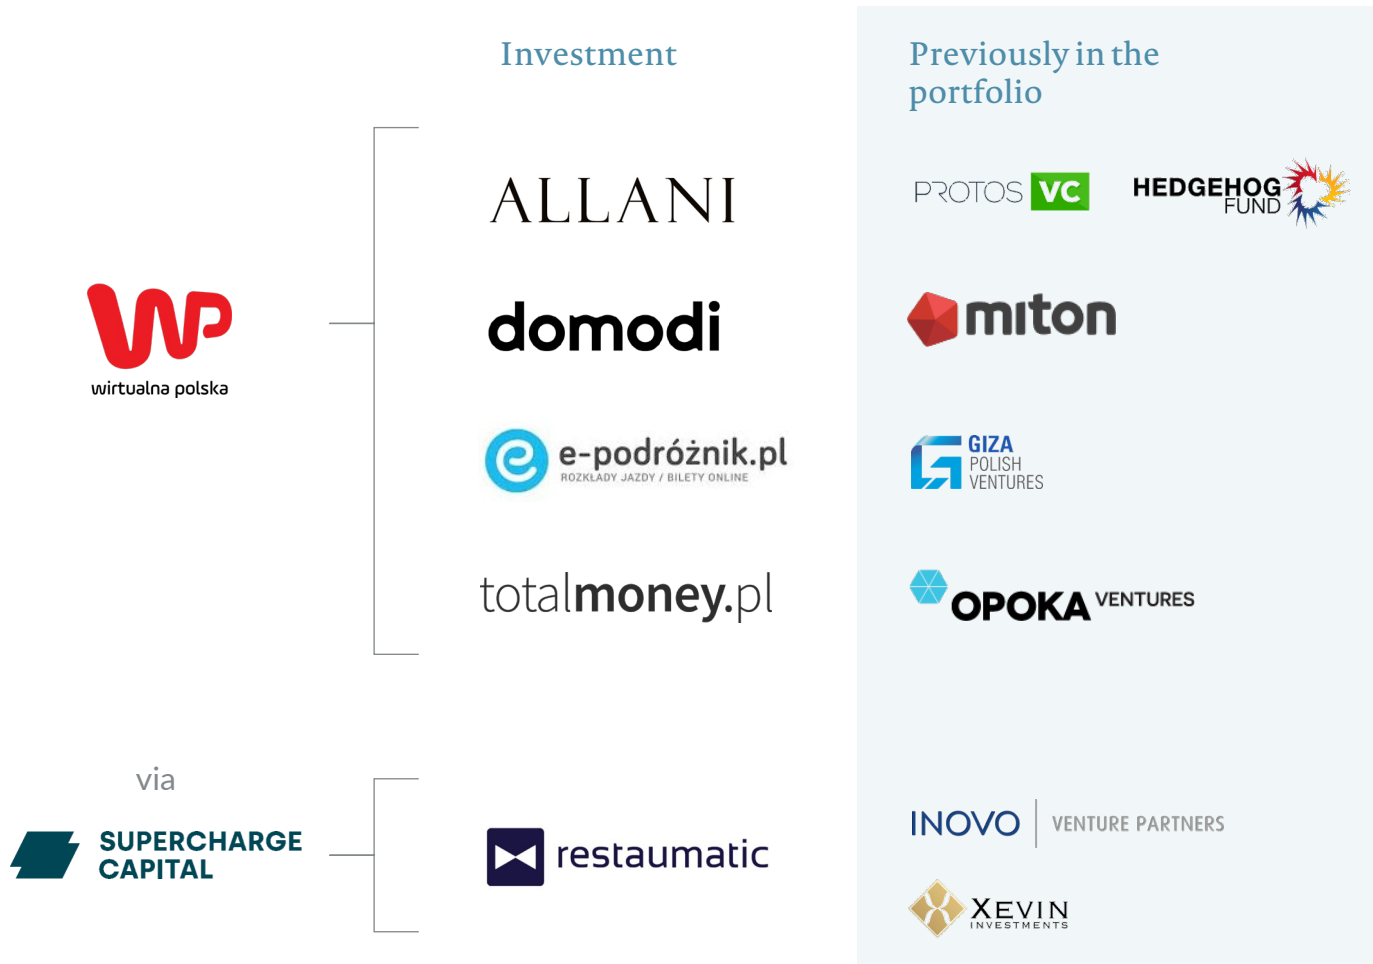 Investment
Previously in the
portfolio
ALLANI
PROTOS VC
HEDGEHOG
FUND
wirtualna polska
domodi
miton
e-podróżnik.pl
ROZKŁADY JAZDY / BILETY ONLINE
GIZA
POLISH
VENTURES
totalmoney.pl
OPOKA VENTURES
via
SUPERCHARGE
CAPITAL
restaumatic
INOVO VENTURE PARTNERS
XEVIN
INVESTMENTS